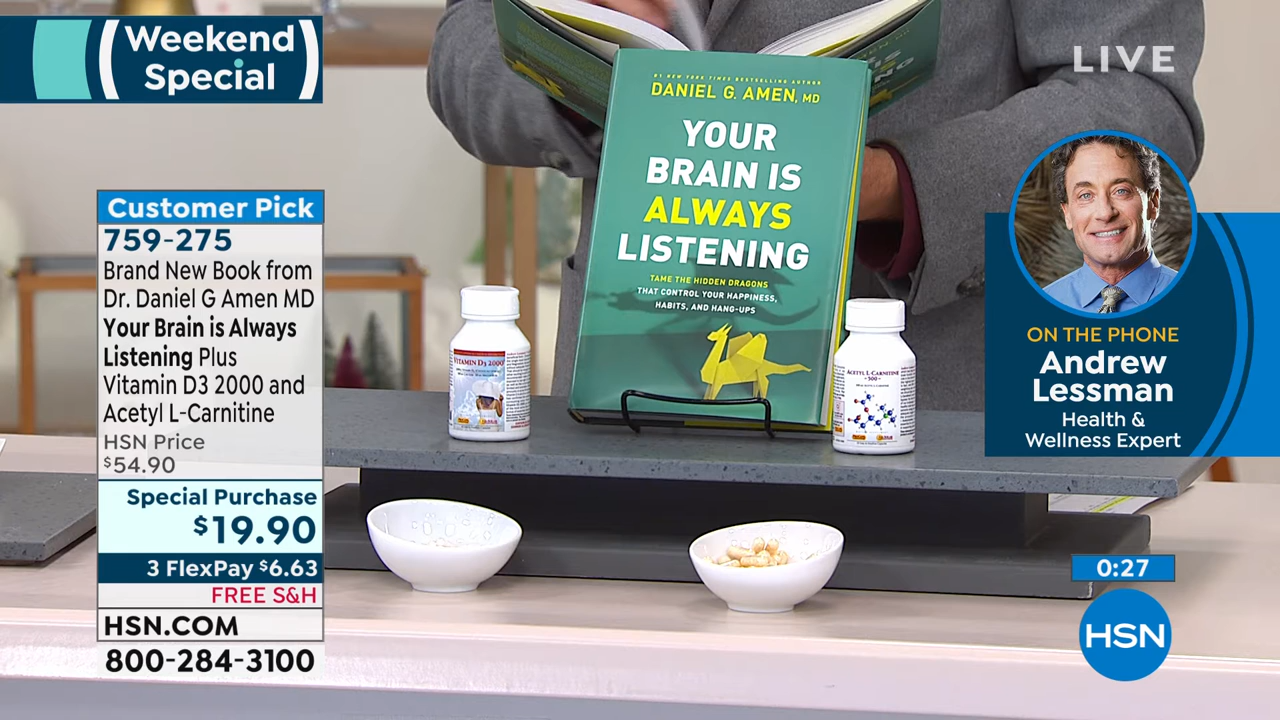 (Weekend
Special)
LIVE
Customer Pick
759-275
Brand New Book from
Dr. Daniel G Amen MD
Your Brain is Always
Listening Plus
Vitamin D3 2000 and
Acetyl L-Carnitine
HSN Price
$54.90
Special Purchase
$19.90
3 FlexPay $6.63
FREE S&H
HSN.COM
800-284-3100
#1 NEW YORK TIMES BESTSELLING AUTHOR
DANIEL G. AMEN, MD
YOUR
BRAIN IS
ALWAYS
LISTENING
TAME THE HIDDEN DRAGONS
THAT CONTROL YOUR HAPPINESS,
HABITS, AND HANG-UPS
VITAMIN D3 2000
ACETYL L-CARNITINE
-500-
ON THE PHONE
Andrew
Lessman
Health &
Wellness Expert
0:27
HSN